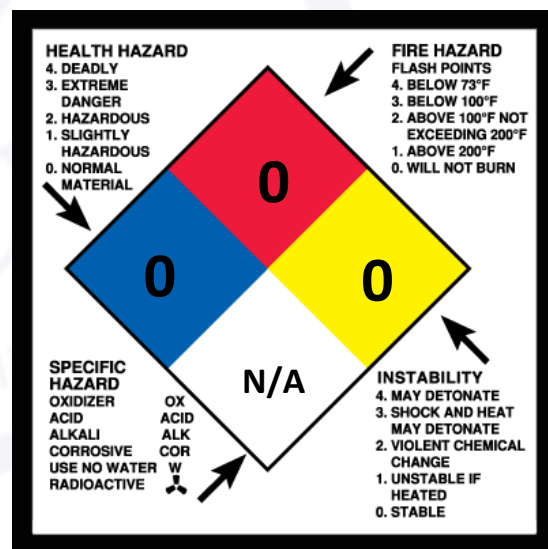 HEALTH HAZARD
4. DEADLY
3. EXTREME
DANGER
2. HAZARDOUS
1. SLIGHTLY
HAZARDOUS
0. NORMAL
MATERIAL
FIRE HAZARD
FLASH POINTS
4. BELOW 73°F
3. BELOW 100°F
2. ABOVE 100°F NOT
EXCEEDING 200°F
1. ABOVE 200°F
0. WILL NOT BURN
0
0
0
N/A
SPECIFIC
HAZARD
OXIDIZER OX
ACID ACID
ALKALI ALK
CORROSIVE COR
USE NO WATER W
RADIOACTIVE
INSTABILITY
4. MAY DETONATE
3. SHOCK AND HEAT
MAY DETONATE
2. VIOLENT CHEMICAL
CHANGE
1. UNSTABLE IF
HEATED
0. STABLE